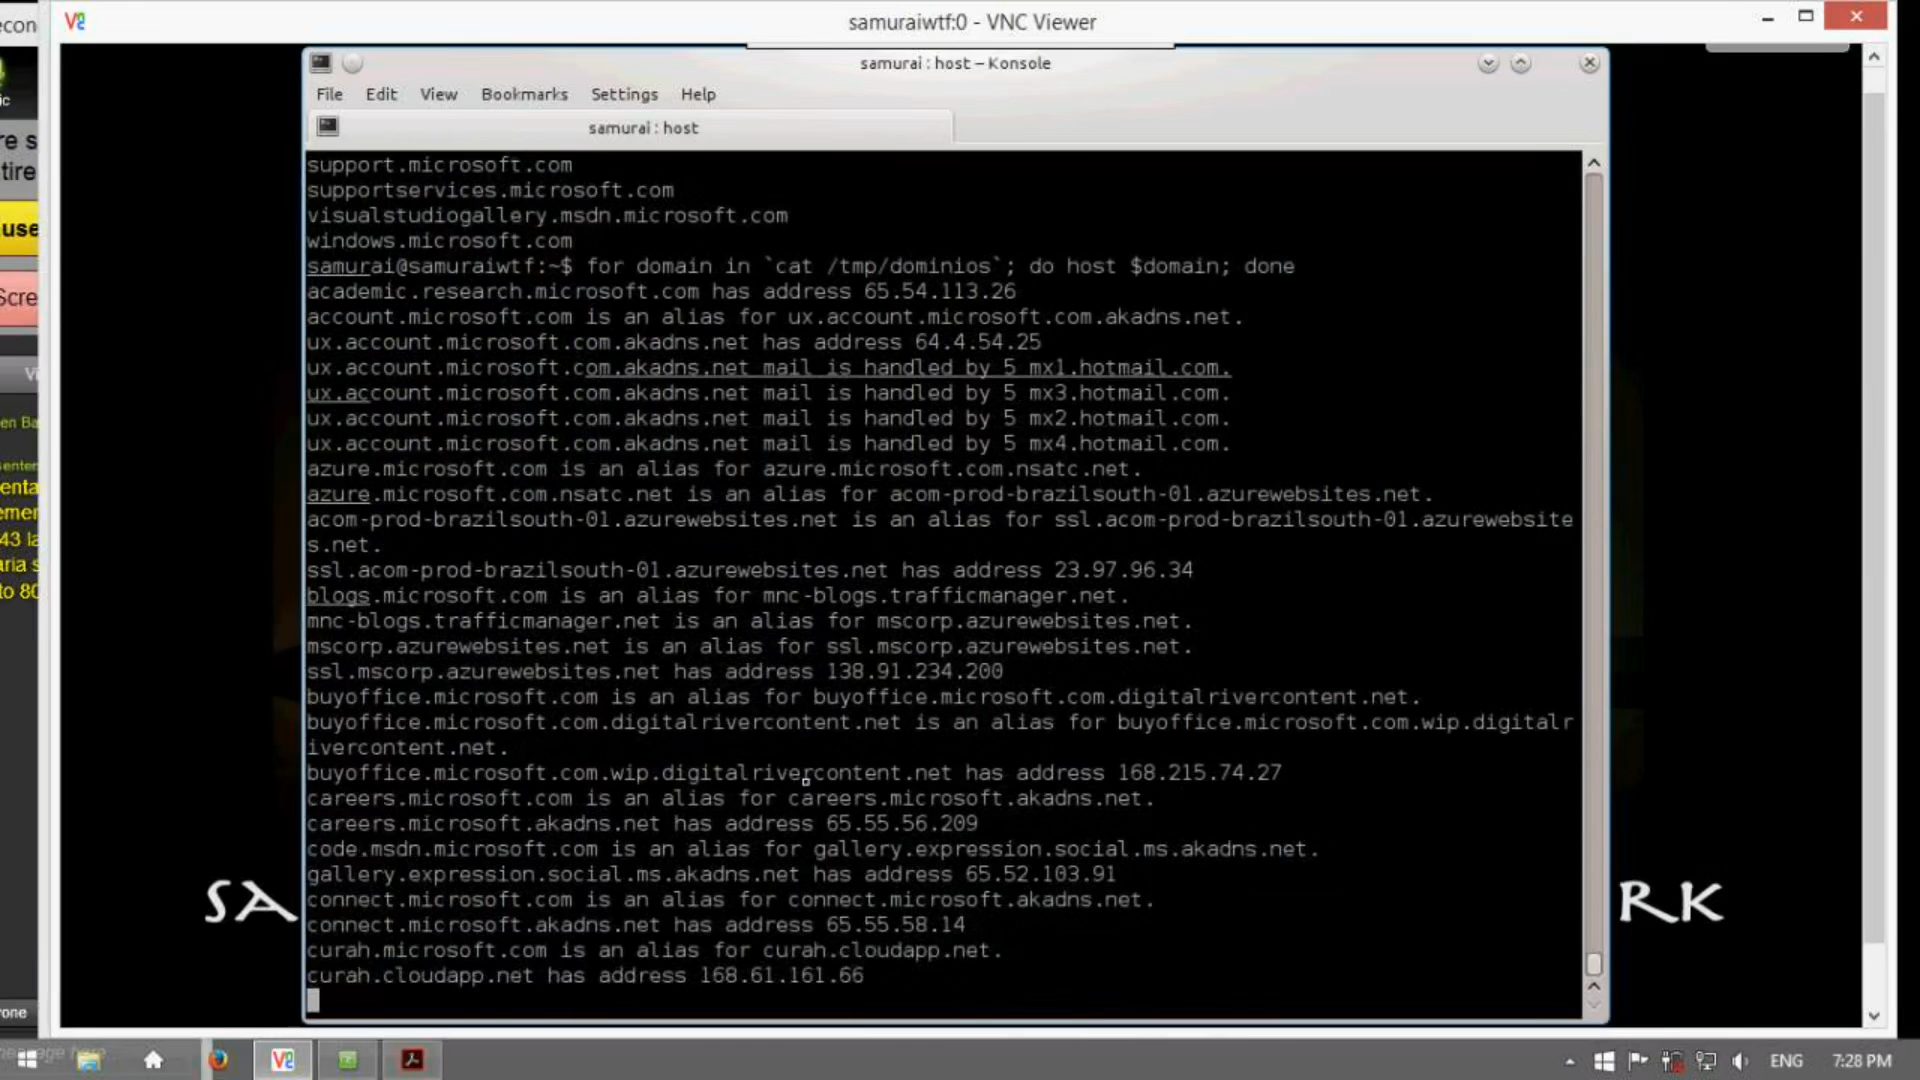 samuraiwtf:0 - VNC Viewer
samurai : host – Konsole
File Edit View Bookmarks Settings Help
samurai : host
support.microsoft.com
supportservices.microsoft.com
visualstudiogallery.msdn.microsoft.com
windows.microsoft.com
samurai@samuraiwtf:~$ for domain in `cat /tmp/dominios`; do host $domain; done
academic.research.microsoft.com has address 65.54.113.26
account.microsoft.com is an alias for ux.account.microsoft.com.akadns.net.
ux.account.microsoft.com.akadns.net has address 64.4.54.25
ux.account.microsoft.com.akadns.net mail is handled by 5 mx1.hotmail.com.
ux.account.microsoft.com.akadns.net mail is handled by 5 mx3.hotmail.com.
ux.account.microsoft.com.akadns.net mail is handled by 5 mx2.hotmail.com.
ux.account.microsoft.com.akadns.net mail is handled by 5 mx4.hotmail.com.
azure.microsoft.com is an alias for azure.microsoft.com.nsatc.net.
azure.microsoft.com.nsatc.net is an alias for acom-prod-brazilsouth-01.azurewebsites.net.
acom-prod-brazilsouth-01.azurewebsites.net is an alias for ssl.acom-prod-brazilsouth-01.azurewebsite
s.net.
ssl.acom-prod-brazilsouth-01.azurewebsites.net has address 23.97.96.34
blogs.microsoft.com is an alias for mnc-blogs.trafficmanager.net.
mnc-blogs.trafficmanager.net is an alias for mscorp.azurewebsites.net.
mscorp.azurewebsites.net is an alias for ssl.mscorp.azurewebsites.net.
ssl.mscorp.azurewebsites.net has address 138.91.234.200
buyoffice.microsoft.com is an alias for buyoffice.microsoft.com.digitalrivercontent.net.
buyoffice.microsoft.com.digitalrivercontent.net is an alias for buyoffice.microsoft.com.wip.digitalr
ivercontent.net.
buyoffice.microsoft.com.wip.digitalrivercontent.net has address 168.215.74.27
careers.microsoft.com is an alias for careers.microsoft.akadns.net.
careers.microsoft.akadns.net has address 65.55.56.209
code.msdn.microsoft.com is an alias for gallery.expression.social.ms.akadns.net.
gallery.expression.social.ms.akadns.net has address 65.52.103.91
connect.microsoft.com is an alias for connect.microsoft.akadns.net.
connect.microsoft.akadns.net has address 65.55.58.14
curah.microsoft.com is an alias for curah.cloudapp.net.
curah.cloudapp.net has address 168.61.161.66
SA
RK
ENG 7:28 PM